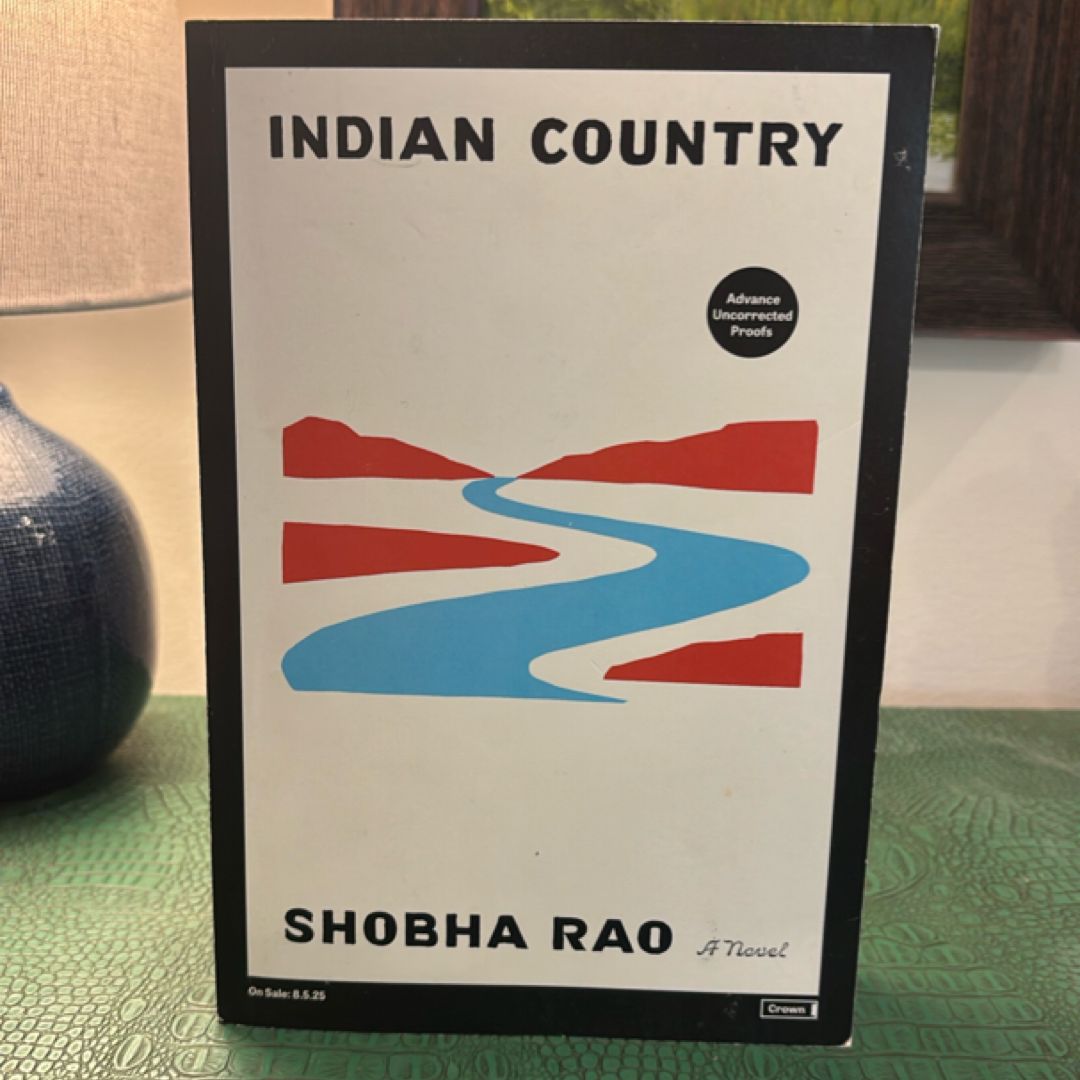 INDIAN COUNTRY
Advance
Uncorrected
Proofs
SHOBHA RAO A Novel
On Sale: 8.5.25
Crown